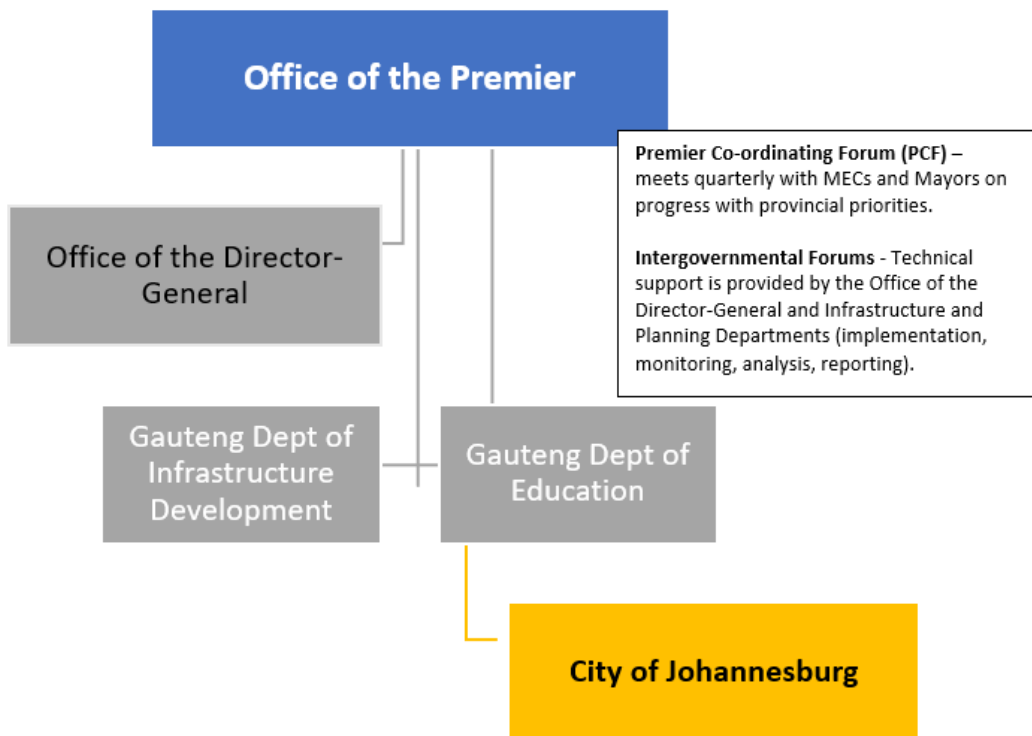 Office of the Premier
Premier Co-ordinating Forum (PCF) –
meets quarterly with MECs and Mayors on
progress with provincial priorities.
Intergovernmental Forums - Technical
support is provided by the Office of the
Director-General and Infrastructure and
Planning Departments (implementation,
monitoring, analysis, reporting).
Office of the Director-
General
Gauteng Dept of
Infrastructure
Development
Gauteng Dept of
Education
City of Johannesburg